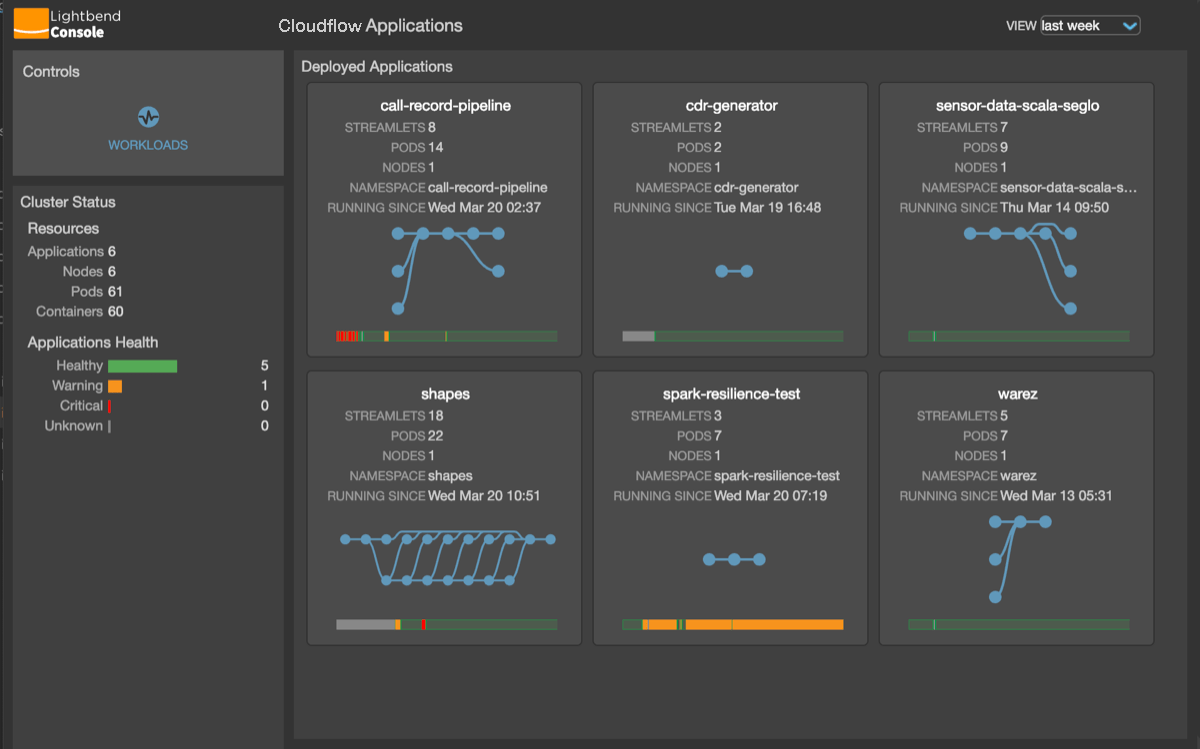 Lightbend
Console
Cloudflow Applications
VIEW last week
Controls
WORKLOADS
Cluster Status
Resources
Applications 6
Nodes 6
Pods 61
Containers 60
Applications Health
Healthy 5
Warning 1
Critical 0
Unknown 0
Deployed Applications
call-record-pipeline
STREAMLETS 8
PODS 14
NODES 1
NAMESPACE call-record-pipeline
RUNNING SINCE Wed Mar 20 02:37
cdr-generator
STREAMLETS 2
PODS 2
NODES 1
NAMESPACE cdr-generator
RUNNING SINCE Tue Mar 19 16:48
sensor-data-scala-seglo
STREAMLETS 7
PODS 9
NODES 1
NAMESPACE sensor-data-scala-s...
RUNNING SINCE Thu Mar 14 09:50
shapes
STREAMLETS 18
PODS 22
NODES 1
NAMESPACE shapes
RUNNING SINCE Wed Mar 20 10:51
spark-resilience-test
STREAMLETS 3
PODS 7
NODES 1
NAMESPACE spark-resilience-test
RUNNING SINCE Wed Mar 20 07:19
warez
STREAMLETS 5
PODS 7
NODES 1
NAMESPACE warez
RUNNING SINCE Wed Mar 13 05:31